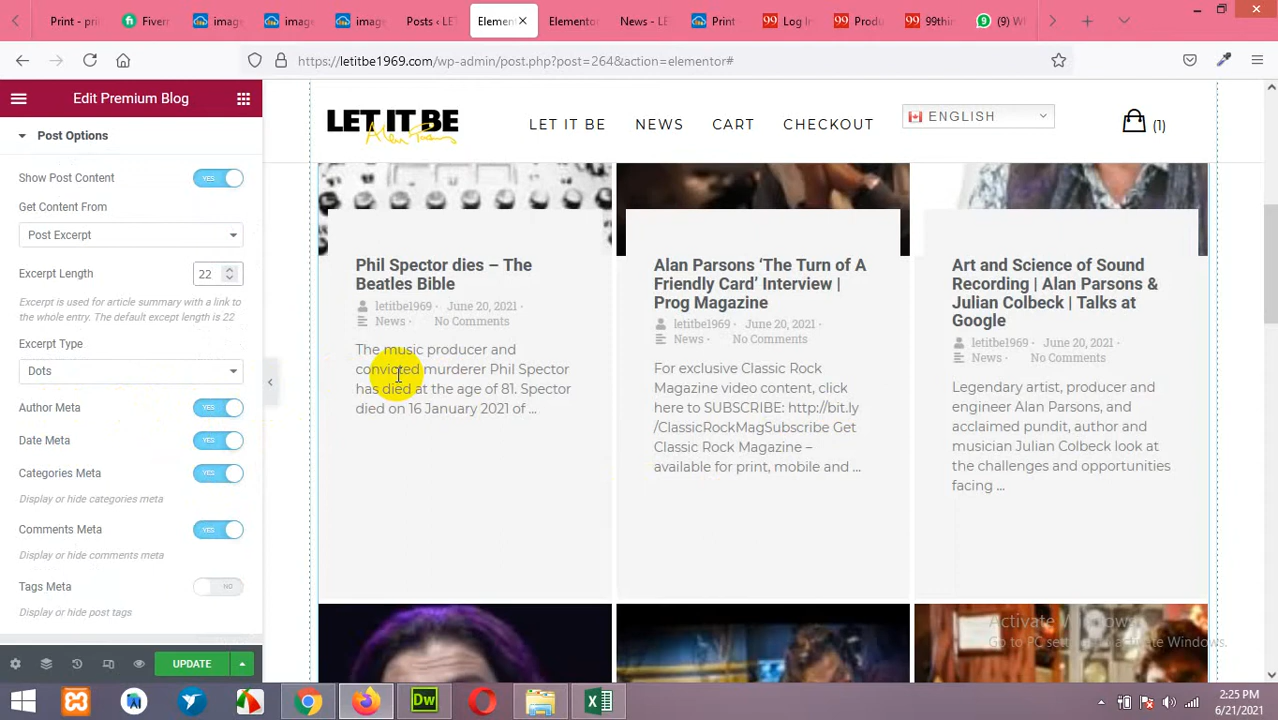 Print - pri
Fiverr
image
image
image
Posts ‹ LET
Element
Elemento
News - LE
Print
Log In
Produ
99thin
(9) Wh
https://letitbe1969.com/wp-admin/post.php?post=264&action=elementor#
Edit Premium Blog
Post Options
Show Post Content
YES
Get Content From
Post Excerpt
Excerpt Length
22
Excerpt is used for article summary with a link to
the whole entry. The default except length is 22
Excerpt Type
Dots
Author Meta
YES
Date Meta
YES
Categories Meta
YES
Display or hide categories meta
Comments Meta
YES
Display or hide comments meta
Tags Meta
NO
Display or hide post tags
UPDATE
LET IT BE
Alan Parsons
LET IT BE
NEWS
CART
CHECKOUT
ENGLISH
(1)
Phil Spector dies – The
Beatles Bible
letitbe1969 · June 20, 2021 ·
News · No Comments
The music producer and
convicted murderer Phil Spector
has died at the age of 81. Spector
died on 16 January 2021 of ...
Alan Parsons ‘The Turn of A
Friendly Card’ Interview |
Prog Magazine
letitbe1969 · June 20, 2021 ·
News · No Comments
For exclusive Classic Rock
Magazine video content, click
here to SUBSCRIBE: http://bit.ly
/ClassicRockMagSubscribe Get
Classic Rock Magazine –
available for print, mobile and ...
Art and Science of Sound
Recording | Alan Parsons &
Julian Colbeck | Talks at
Google
letitbe1969 · June 20, 2021 ·
News · No Comments
Legendary artist, producer and
engineer Alan Parsons, and
acclaimed pundit, author and
musician Julian Colbeck look at
the challenges and opportunities
facing ...
Activate Windows
Go to PC settings to activate Windows.
Dw
2:25 PM
6/21/2021